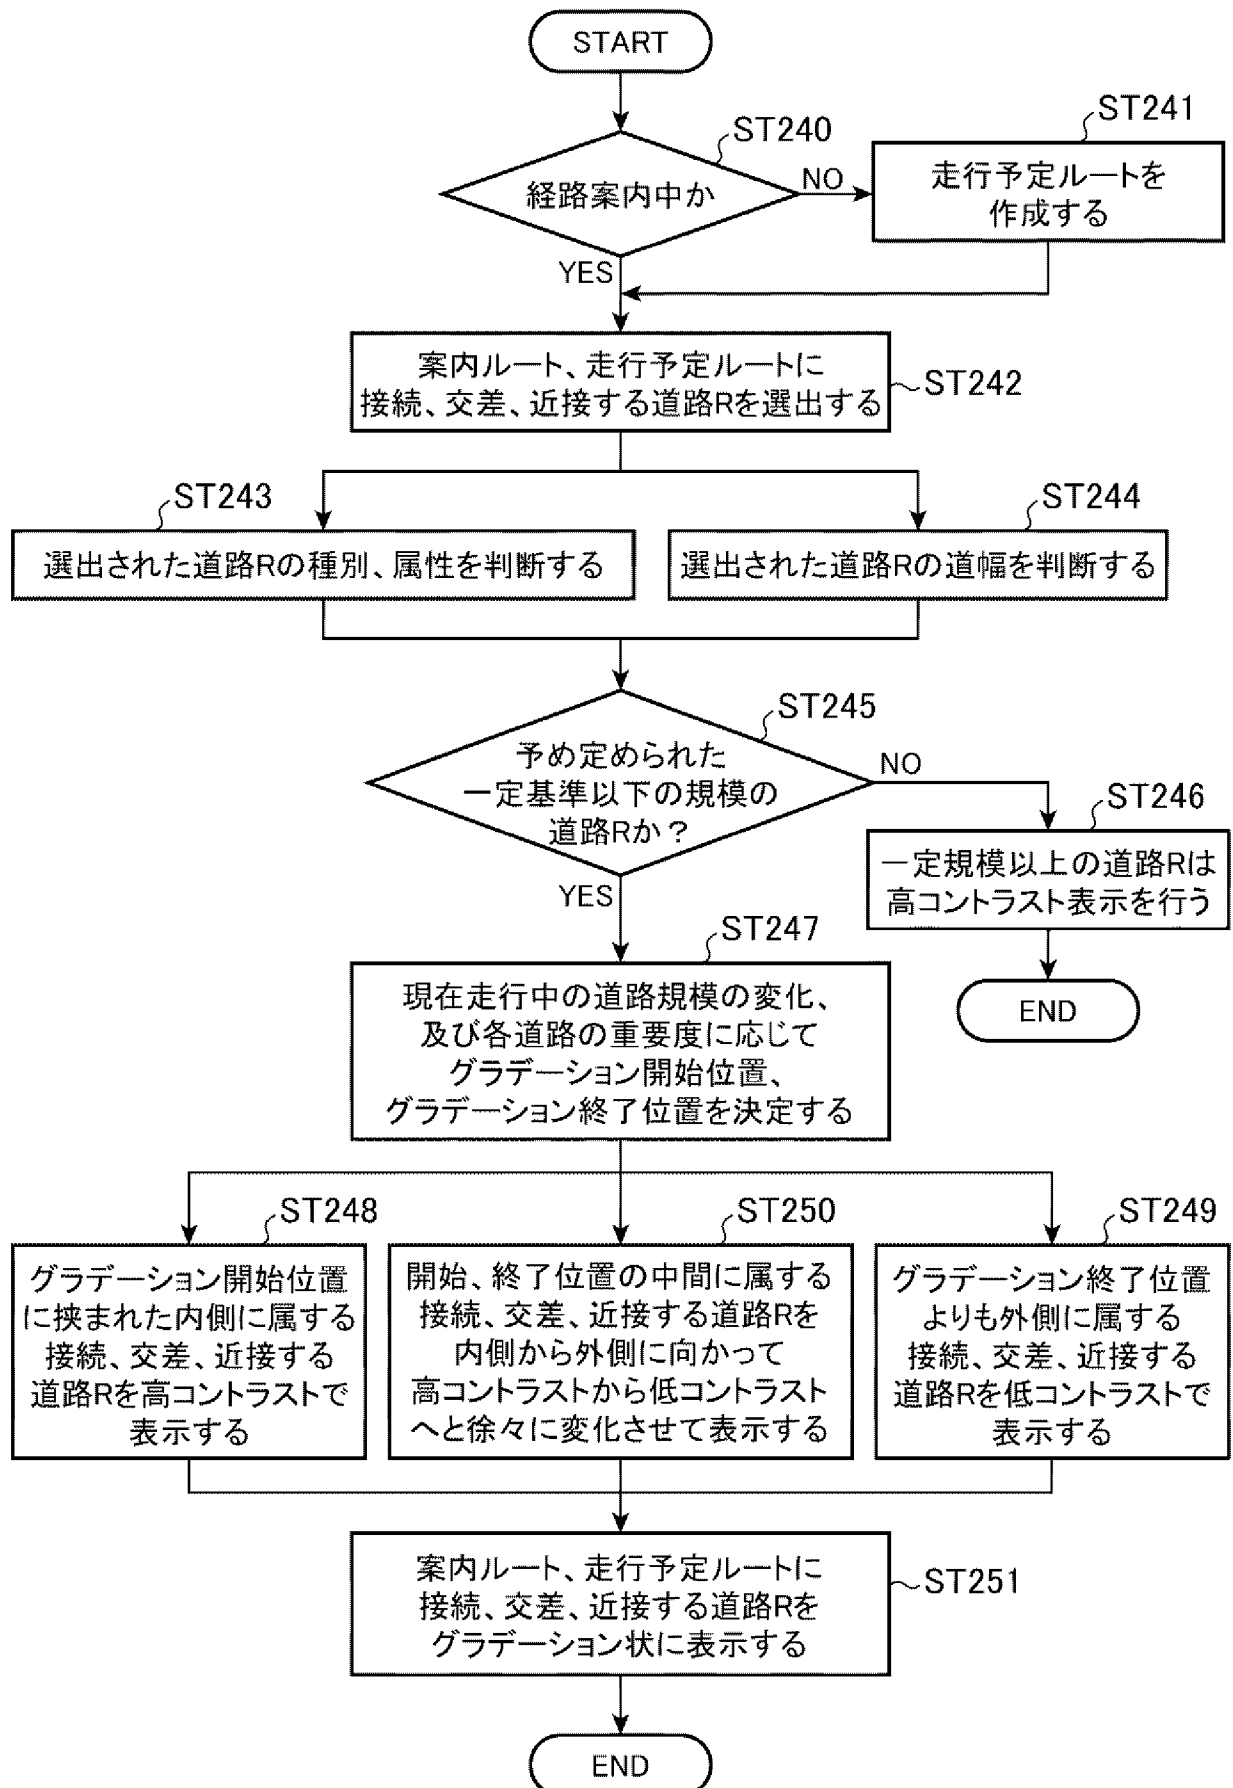 START
ST240
経路案内中か
NO
ST241
走行予定ルートを
作成する
YES
案内ルート、走行予定ルートに
接続、交差、近接する道路Rを選出する
ST242
ST243
選出された道路Rの種別、属性を判断する
ST244
選出された道路Rの道幅を判断する
ST245
予め定められた
一定基準以下の規模の
道路Rか?
NO
ST246
一定規模以上の道路Rは
高コントラスト表示を行う
END
YES
ST247
現在走行中の道路規模の変化、
及び各道路の重要度に応じて
グラデーション開始位置、
グラデーション終了位置を決定する
ST248
グラデーション開始位置
に挟まれた内側に属する
接続、交差、近接する
道路Rを高コントラストで
表示する
ST250
開始、終了位置の中間に属する
接続、交差、近接する道路Rを
内側から外側に向かって
高コントラストから低コントラスト
へと徐々に変化させて表示する
ST249
グラデーション終了位置
よりも外側に属する
接続、交差、近接する
道路Rを低コントラストで
表示する
案内ルート、走行予定ルートに
接続、交差、近接する道路Rを
グラデーション状に表示する
ST251
END